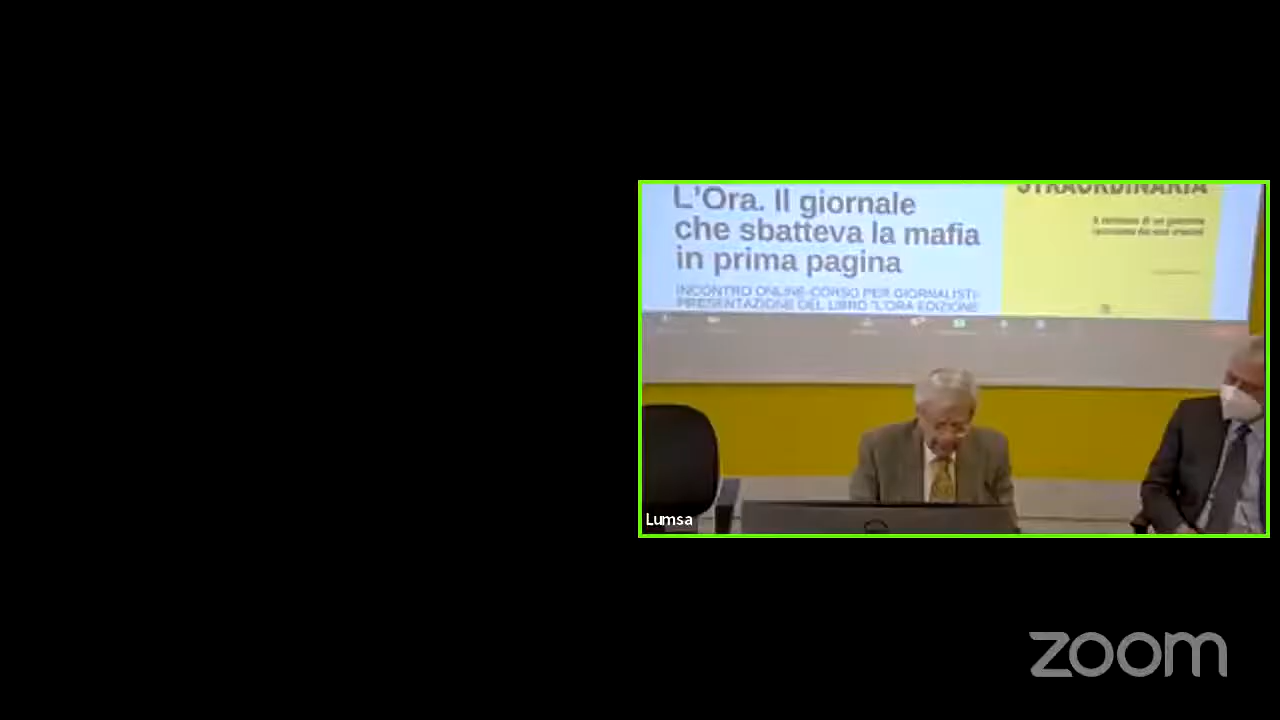 STRAORDINARIA
L'Ora. Il giornale
che sbatteva la mafia
in prima pagina
INCONTRO ONLINE-CORSO PER GIORNALISTI:
PRESENTAZIONE DEL LIBRO "L'ORA EDIZIONE
Lumsa
zoom